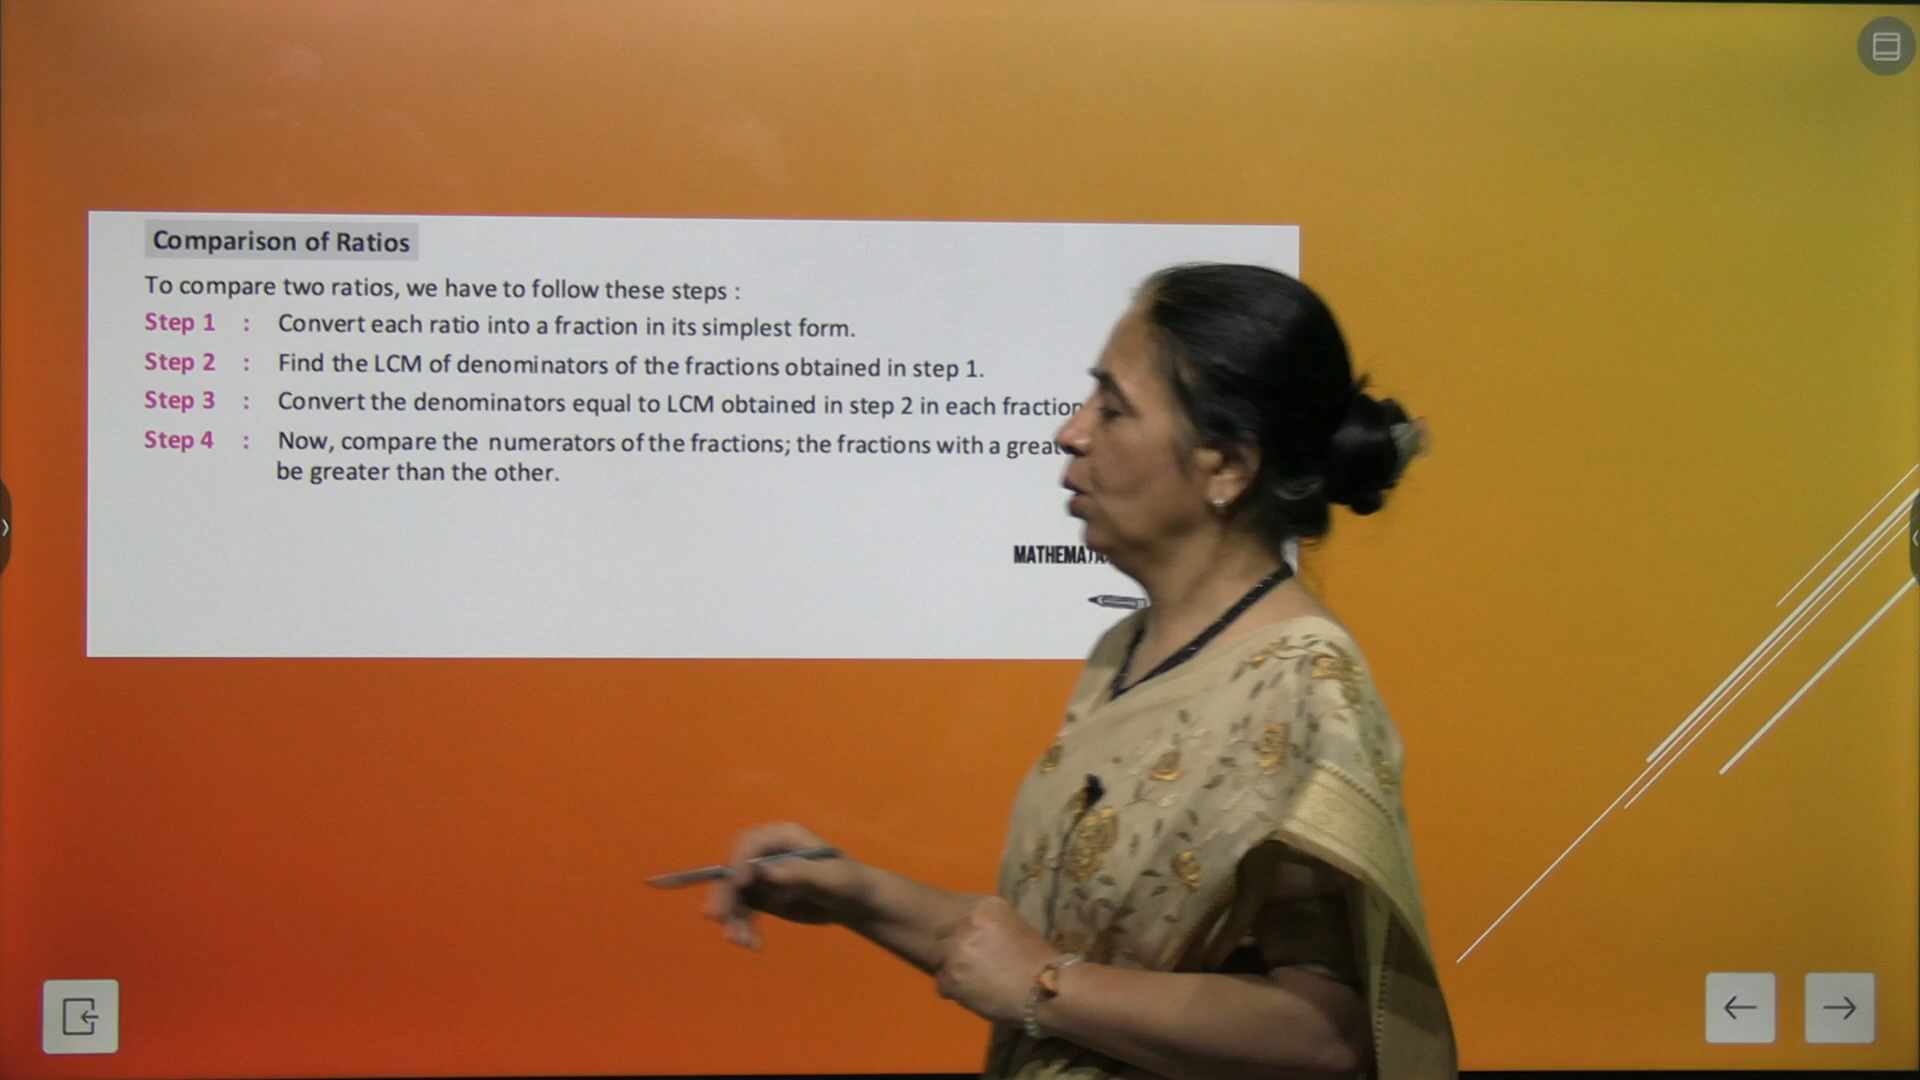 Comparison of Ratios
To compare two ratios, we have to follow these steps :
Step 1 : Convert each ratio into a fraction in its simplest form.
Step 2 : Find the LCM of denominators of the fractions obtained in step 1.
Step 3 : Convert the denominators equal to LCM obtained in step 2 in each fraction
Step 4 : Now, compare the numerators of the fractions; the fractions with a
be greater than the other.